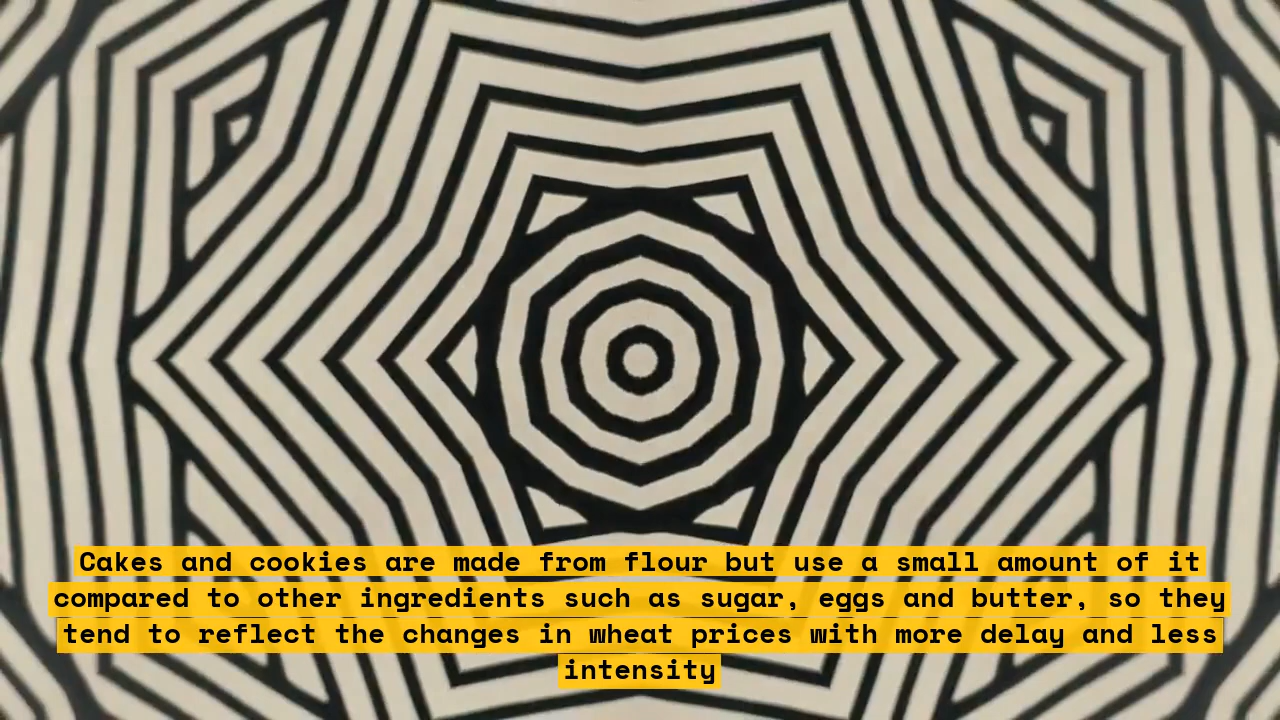 Cakes and cookies are made from flour but use a small amount of it
compared to other ingredients such as sugar, eggs and butter, so they
tend to reflect the changes in wheat prices with more delay and less
intensity